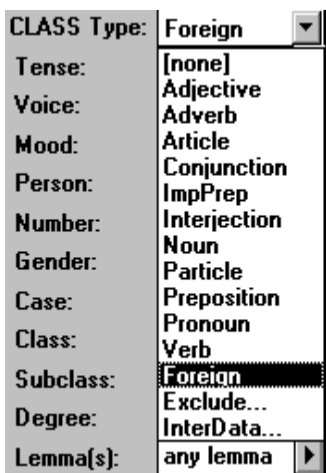 CLASS Type: Foreign
Tense: [none]
Adjective
Voice: Adverb
Mood: Article
Conjunction
Person: ImpPrep
Number: Interjection
Noun
Gender: Particle
Case: Preposition
Pronoun
Class: Verb
Subclass: Foreign
Exclude...
Degree: InterData...
Lemma(s): any lemma